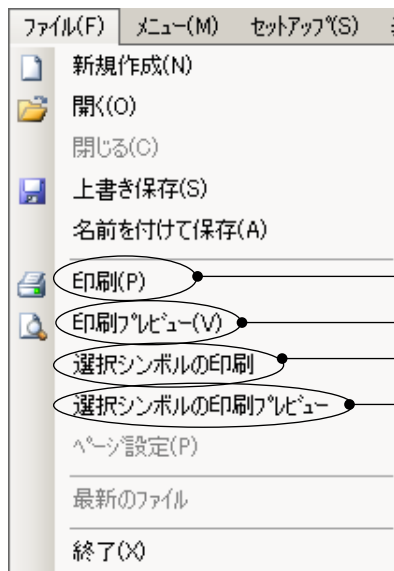 ファイル(F) メニュー(M) セットアップ(S)
新規作成(N)
開く(O)
閉じる(C)
上書き保存(S)
名前を付けて保存(A)
印刷(P)
印刷プレビュー(V)
選択シンボルの印刷
選択シンボルの印刷プレビュー
ページ設定(P)
最新のファイル
終了(X)